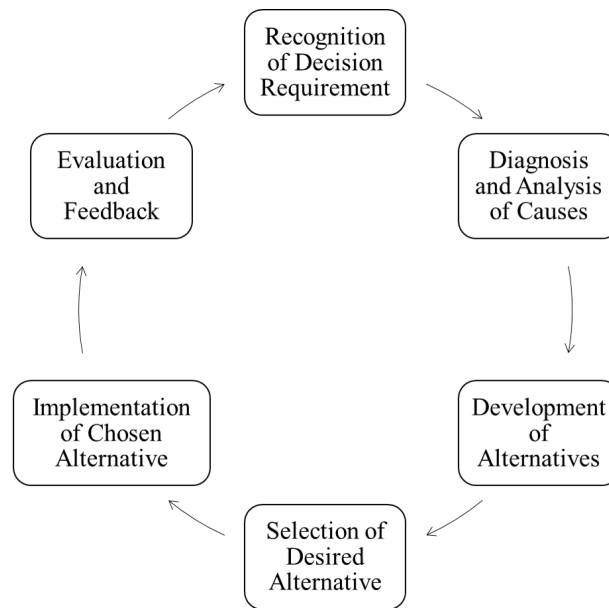 Recognition
of Decision
Requirement
Diagnosis
and Analysis
of Causes
Development
of
Alternatives
Selection of
Desired
Alternative
Implementation
of Chosen
Alternative
Evaluation
and
Feedback